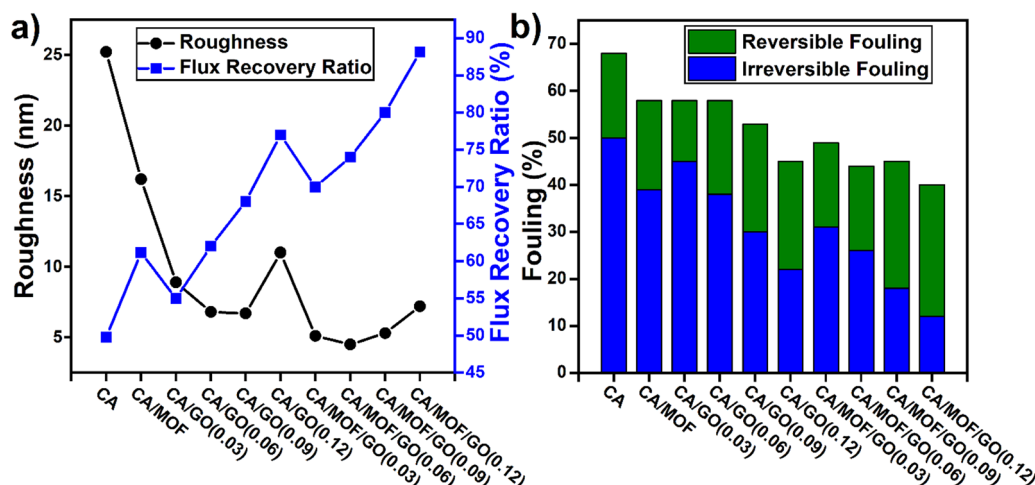 a)
Roughness
Flux Recovery Ratio
Roughness (nm)
25
20
15
10
5
Flux Recovery Ratio (%)
90
85
80
75
70
65
60
55
50
45
CA
CA/MOF
CA/GO(0.03)
CA/GO(0.06)
CA/GO(0.09)
CA/GO(0.12)
CA/MOF/GO(0.03)
CA/MOF/GO(0.06)
CA/MOF/GO(0.09)
CA/MOF/GO(0.12)
b)
Reversible Fouling
Irreversible Fouling
Fouling (%)
70
60
50
40
30
20
10
0
CA
CA/MOF
CA/GO(0.03)
CA/GO(0.06)
CA/GO(0.09)
CA/GO(0.12)
CA/MOF/GO(0.03)
CA/MOF/GO(0.06)
CA/MOF/GO(0.09)
CA/MOF/GO(0.12)